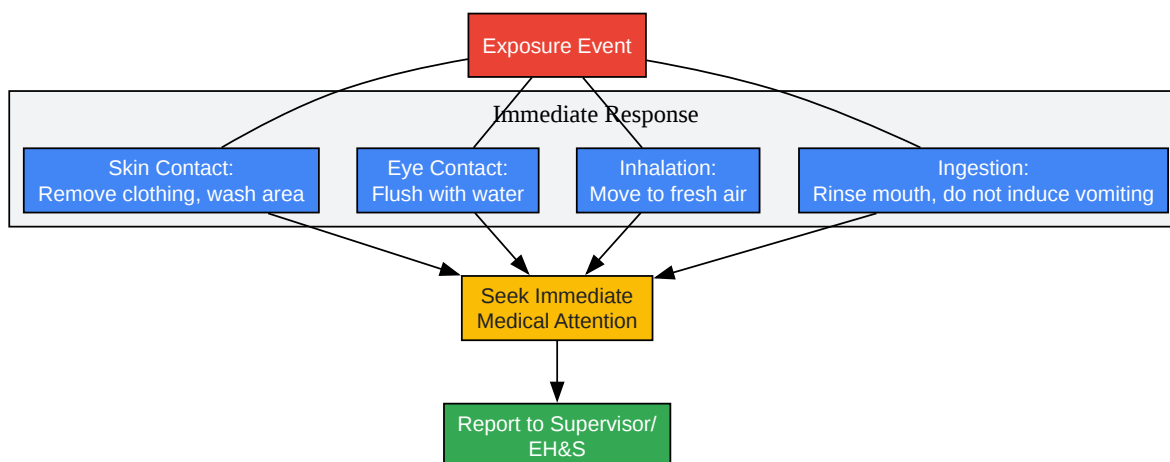 Exposure Event
Immediate Response
Skin Contact:
Remove clothing, wash area
Eye Contact:
Flush with water
Inhalation:
Move to fresh air
Ingestion:
Rinse mouth, do not induce vomiting
Seek Immediate
Medical Attention
Report to Supervisor/
EH&S